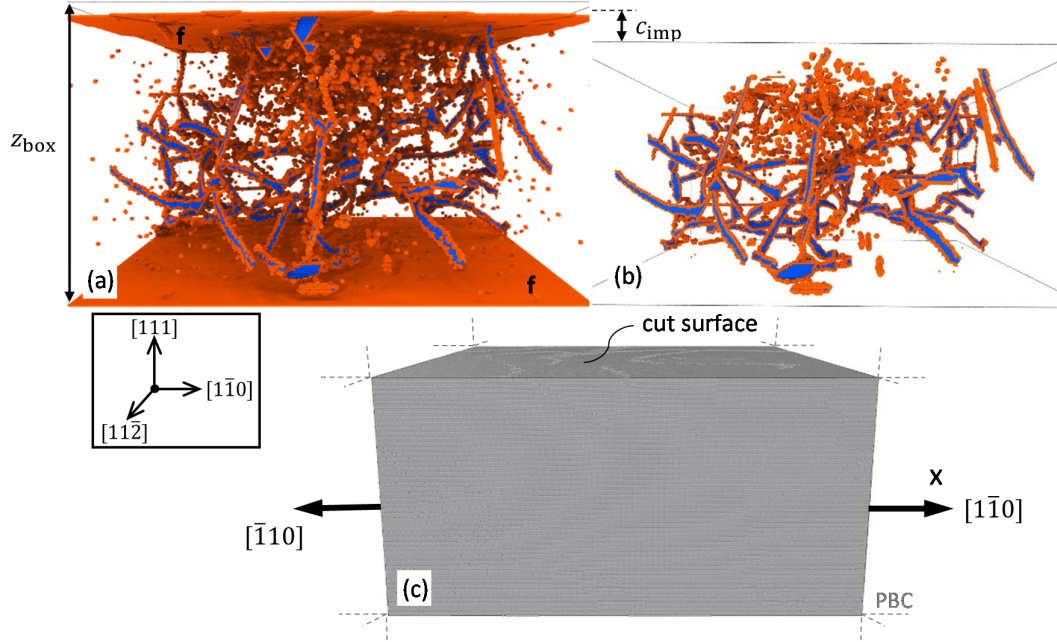 f
c_imp
z_box
(a)
f
(b)
cut surface
[111]
[11̄0]
[112̄]
x
[1̄10]
[11̄0]
(c)
PBC